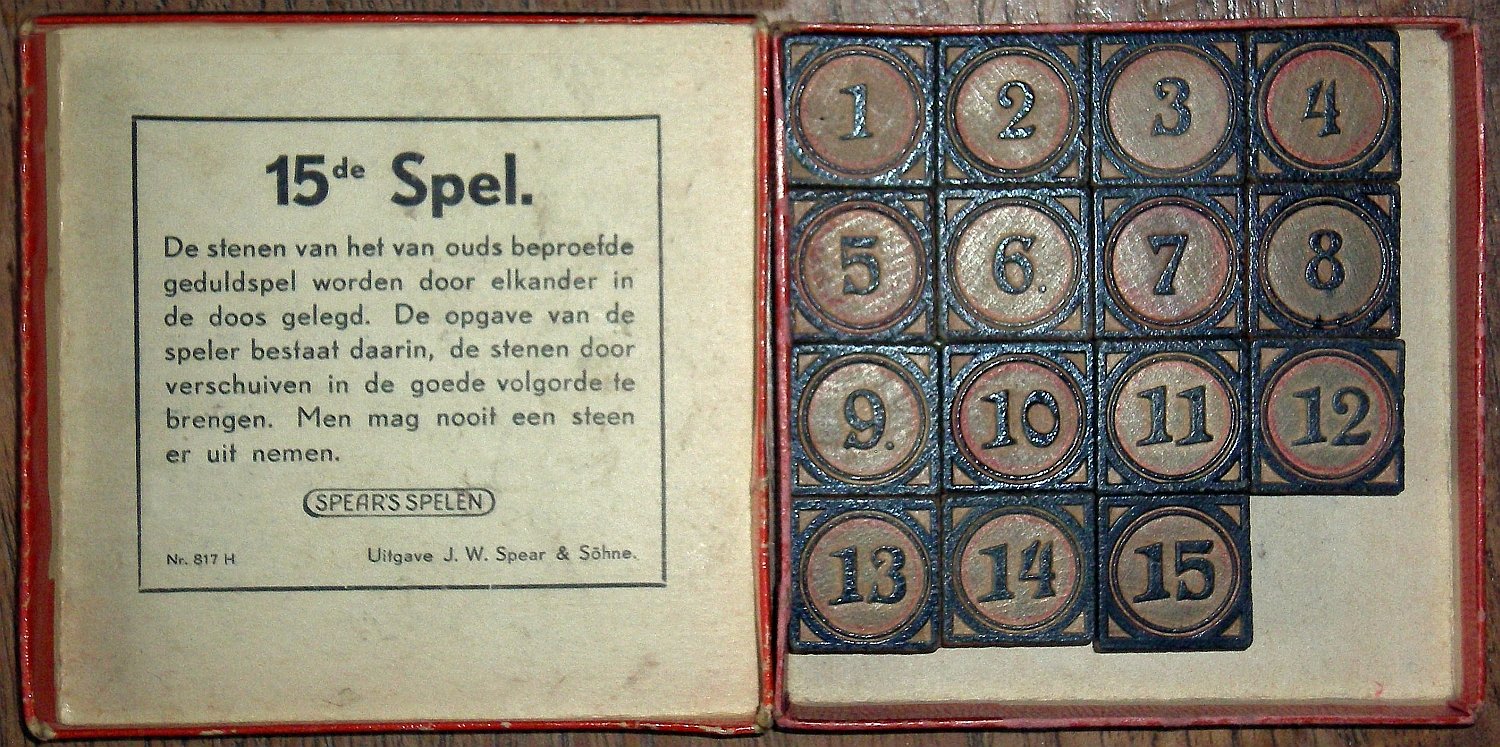 15de Spel.
De stenen van het van ouds beproefde
geduldspel worden door elkander in
de doos gelegd. De opgave van de
speler bestaat daarin, de stenen door
verschuiven in de goede volgorde te
brengen. Men mag nooit een steen
er uit nemen.
SPEAR'S SPELEN
Nr. 817 H Uitgave J. W. Spear & Söhne.
1 2 3 4
5 6. 7 8
9. 10 11 12
13 14 15